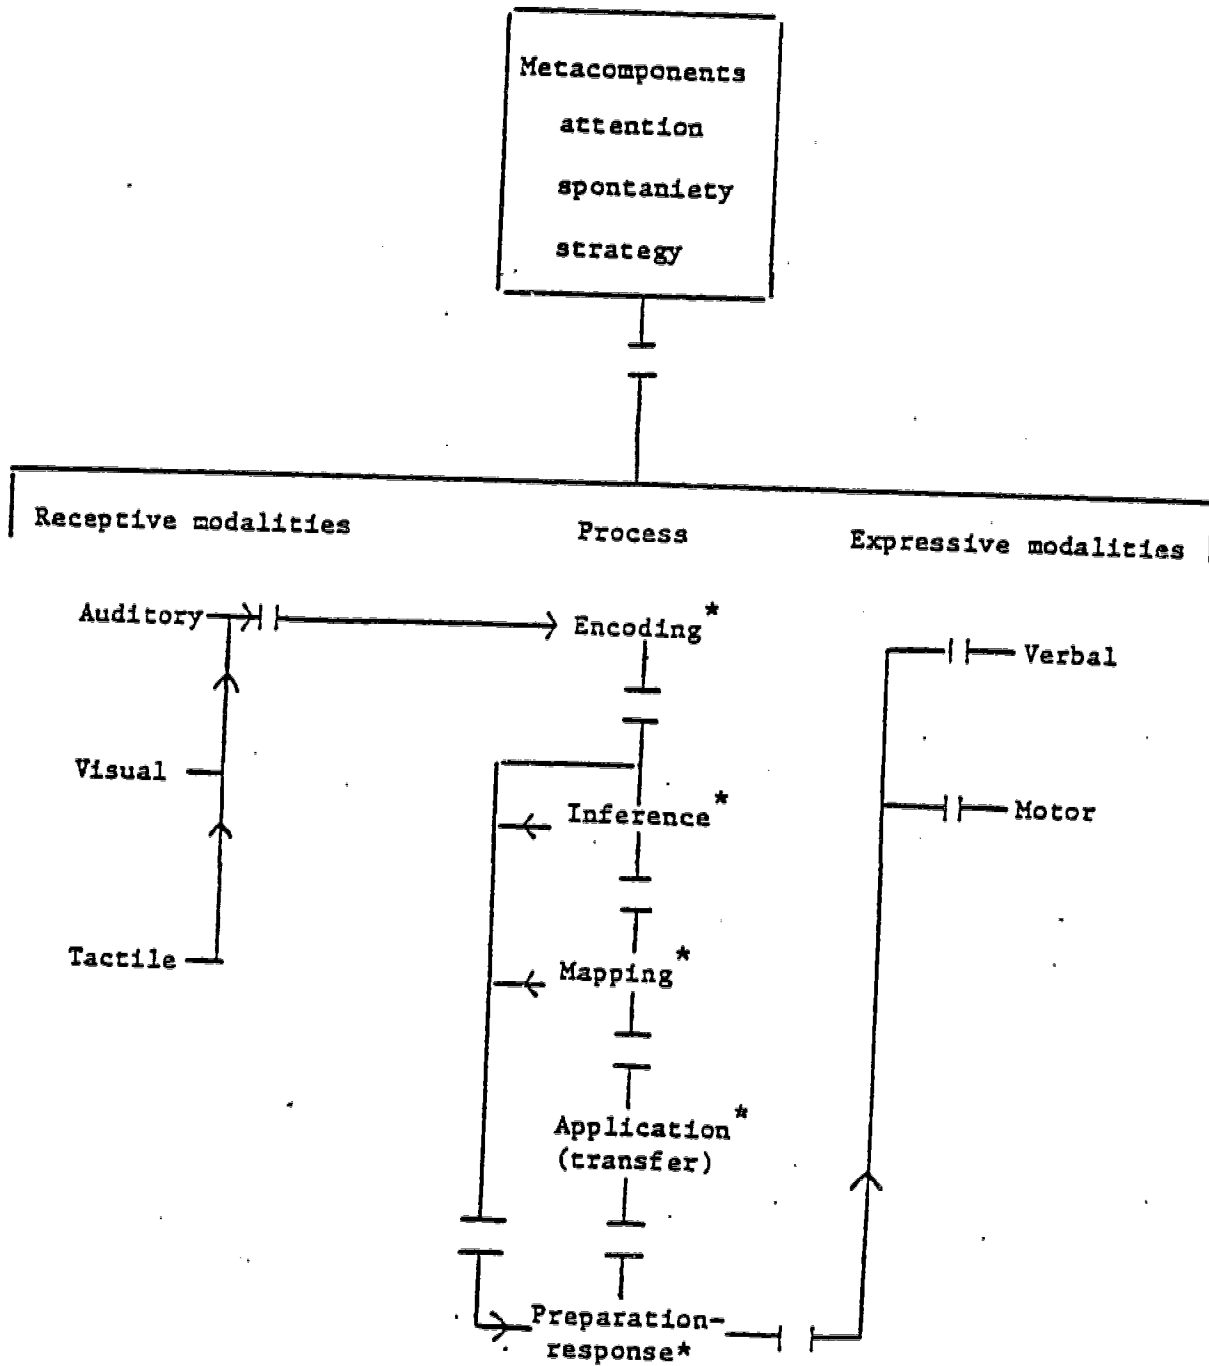 Metacomponents
attention
spontaniety
strategy
Receptive modalities
Process
Expressive modalities
Auditory
Encoding*
Verbal
Visual
Inference*
Motor
Tactile
Mapping*
Application*
(transfer)
Preparation-
response*